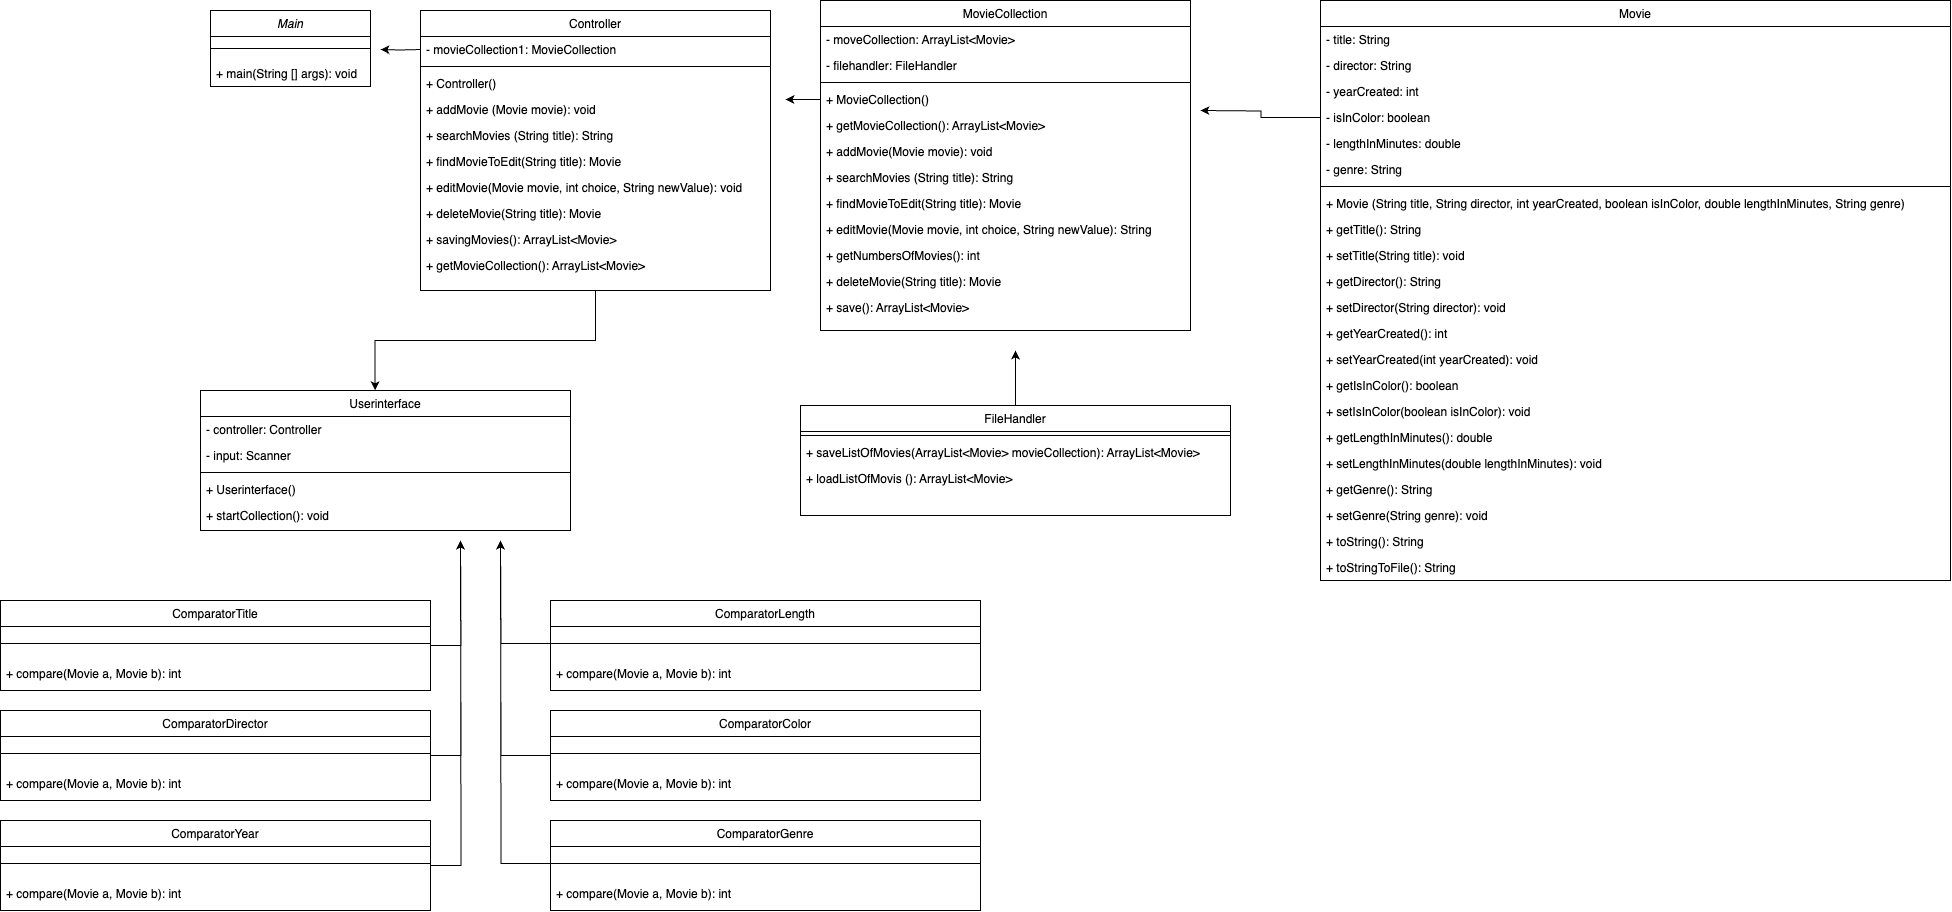 Main
+ main(String [] args): void
Controller
- movieCollection1: MovieCollection
+ Controller()
+ addMovie (Movie movie): void
+ searchMovies (String title): String
+ findMovieToEdit(String title): Movie
+ editMovie(Movie movie, int choice, String newValue): void
+ deleteMovie(String title): Movie
+ savingMovies(): ArrayList<Movie>
+ getMovieCollection(): ArrayList<Movie>
MovieCollection
- moveCollection: ArrayList<Movie>
- filehandler: FileHandler
+ MovieCollection()
+ getMovieCollection(): ArrayList<Movie>
+ addMovie(Movie movie): void
+ searchMovies (String title): String
+ findMovieToEdit(String title): Movie
+ editMovie(Movie movie, int choice, String newValue): String
+ getNumbersOfMovies(): int
+ deleteMovie(String title): Movie
+ save(): ArrayList<Movie>
Movie
- title: String
- director: String
- yearCreated: int
- isInColor: boolean
- lengthInMinutes: double
- genre: String
+ Movie (String title, String director, int yearCreated, boolean isInColor, double lengthInMinutes, String genre)
+ getTitle(): String
+ setTitle(String title): void
+ getDirector(): String
+ setDirector(String director): void
+ getYearCreated(): int
+ setYearCreated(int yearCreated): void
+ getIsInColor(): boolean
+ setIsInColor(boolean isInColor): void
+ getLengthInMinutes(): double
+ setLengthInMinutes(double lengthInMinutes): void
+ getGenre(): String
+ setGenre(String genre): void
+ toString(): String
+ toStringToFile(): String
Userinterface
- controller: Controller
- input: Scanner
+ Userinterface()
+ startCollection(): void
FileHandler
+ saveListOfMovies(ArrayList<Movie> movieCollection): ArrayList<Movie>
+ loadListOfMovis (): ArrayList<Movie>
ComparatorTitle
+ compare(Movie a, Movie b): int
ComparatorLength
+ compare(Movie a, Movie b): int
ComparatorDirector
+ compare(Movie a, Movie b): int
ComparatorColor
+ compare(Movie a, Movie b): int
ComparatorYear
+ compare(Movie a, Movie b): int
ComparatorGenre
+ compare(Movie a, Movie b): int